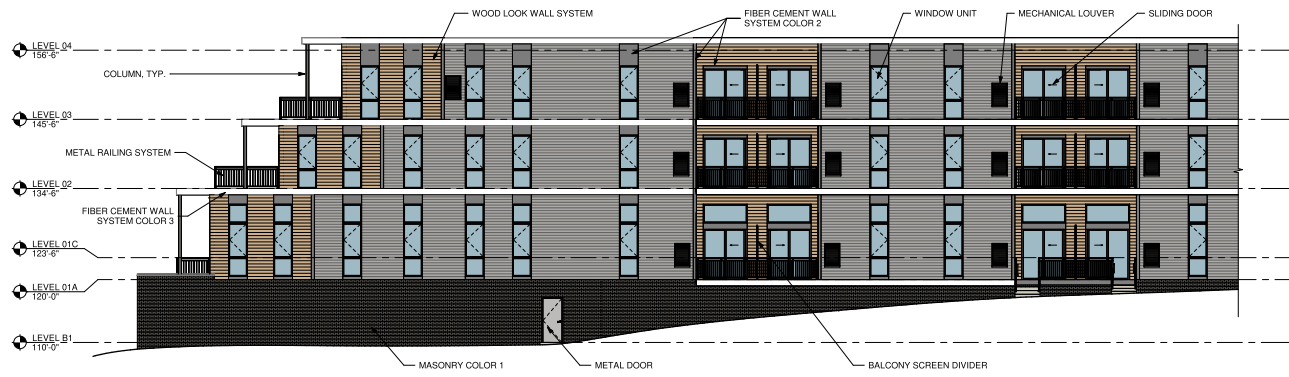 WOOD LOOK WALL SYSTEM
FIBER CEMENT WALL
SYSTEM COLOR 2
WINDOW UNIT
MECHANICAL LOUVER
SLIDING DOOR
LEVEL 04
156'-6"
COLUMN, TYP.
LEVEL 03
145'-6"
METAL RAILING SYSTEM
LEVEL 02
134'-6"
FIBER CEMENT WALL
SYSTEM COLOR 3
LEVEL 01C
123'-6"
LEVEL 01A
120'-0"
LEVEL B1
110'-0"
MASONRY COLOR 1
METAL DOOR
BALCONY SCREEN DIVIDER